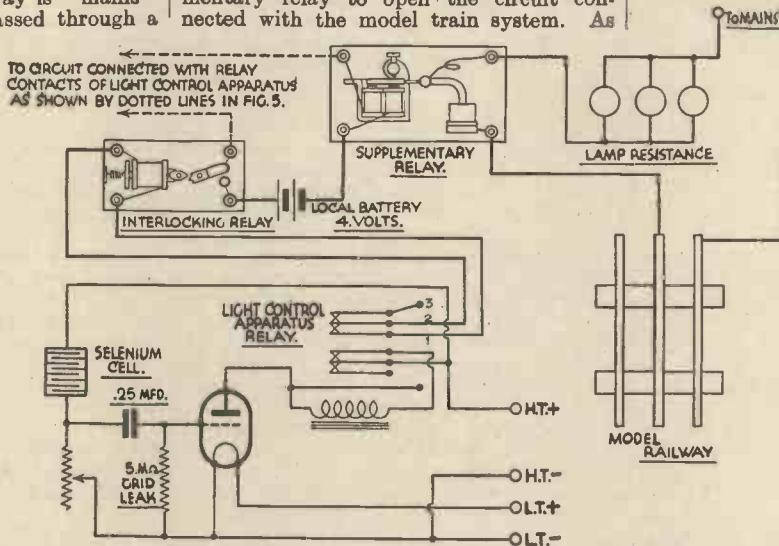 ay is mains
assed through a
mentary relay to open the circuit con-
nected with the model train system. As
TO MAINS
TO CIRCUIT CONNECTED WITH RELAY
CONTACTS OF LIGHT CONTROL APPARATUS
AS SHOWN BY DOTTED LINES IN FIG. 5.
SUPPLEMENTARY
RELAY.
LAMP RESISTANCE
INTERLOCKING RELAY
LOCAL BATTERY
4. VOLTS.
LIGHT CONTROL
APPARATUS
RELAY.
3
2
1
SELENIUM
CELL.
.25 MFD.
5.MΩ
GRID
LEAK
H.T.+
H.T.-
L.T.+
L.T.-
MODEL
RAILWAY